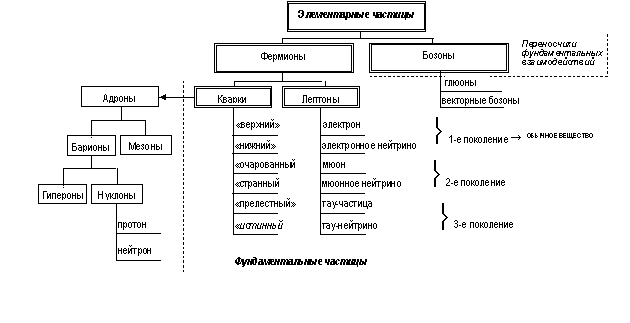 Элементарные частицы
Переносчики
фундаментальных
взаимодействий
Фермионы
Бозоны
глюоны
векторные бозоны
Адроны
Кварки
Лептоны
«верхний»
электрон
1-е поколение → ОБЫЧНОЕ ВЕЩЕСТВО
Барионы
Мезоны
«нижний»
электронное нейтрино
«очарованный
мюон
2-е поколение
Гипероны
Нуклоны
«странный
мюонное нейтрино
«прелестный»
тау-частица
протон
«истинный
тау-нейтрино
3-е поколение
нейтрон
Фундаментальные частицы